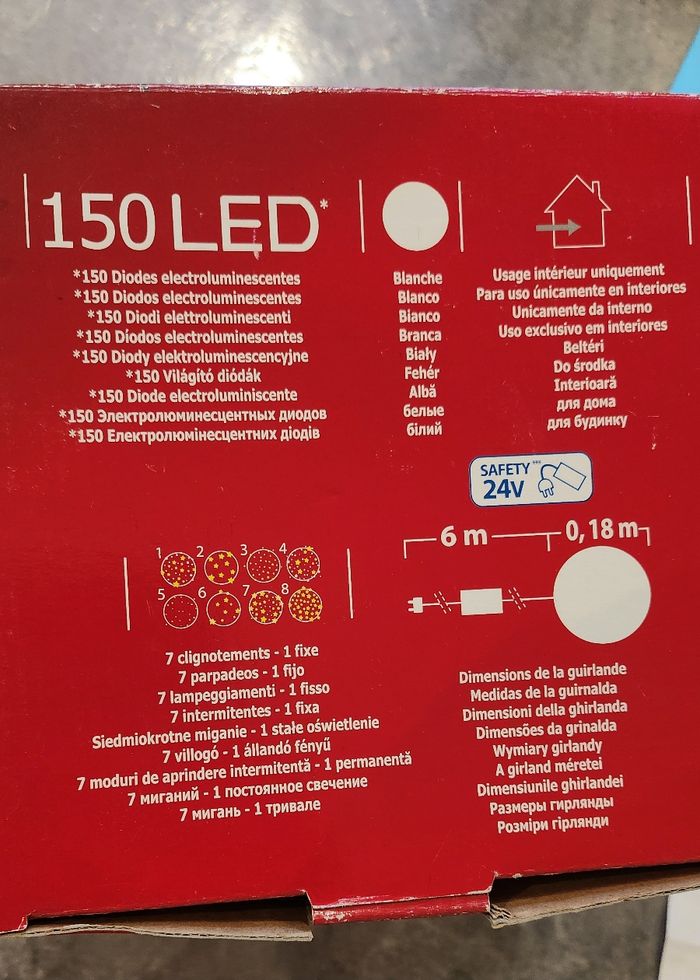 150 LED*
*150 Diodes electroluminescentes
*150 Diodos electroluminescentes
*150 Diodi elettroluminescenti
*150 Díodos electroluminescentes
*150 Diody elektroluminescencyjne
*150 Világító diódák
*150 Diode electroluminiscente
*150 Электролюминесцентных диодов
*150 Електролюмінесцентних діодів
Blanche
Blanco
Bianco
Branca
Biały
Fehér
Albă
белые
білий
Usage intérieur uniquement
Para uso únicamente en interiores
Unicamente da interno
Uso exclusivo em interiores
Beltéri
Do środka
Interioară
для дома
для будинку
SAFETY***
24V
1 2 3 4
5 6 7 8
7 clignotements - 1 fixe
7 parpadeos - 1 fijo
7 lampeggiamenti - 1 fisso
7 intermitentes - 1 fixa
Siedmiokrotne miganie - 1 stałe oświetlenie
7 villogó - 1 állandó fényű
7 moduri de aprindere intermitentă - 1 permanentă
7 миганий - 1 постоянное свечение
7 мигань - 1 тривале
6 m 0,18 m
Dimensions de la guirlande
Medidas de la guirnalda
Dimensioni della ghirlanda
Dimensões da grinalda
Wymiary girlandy
A girland méretei
Dimensiunile ghirlandei
Размеры гирлянды
Розміри гірлянди